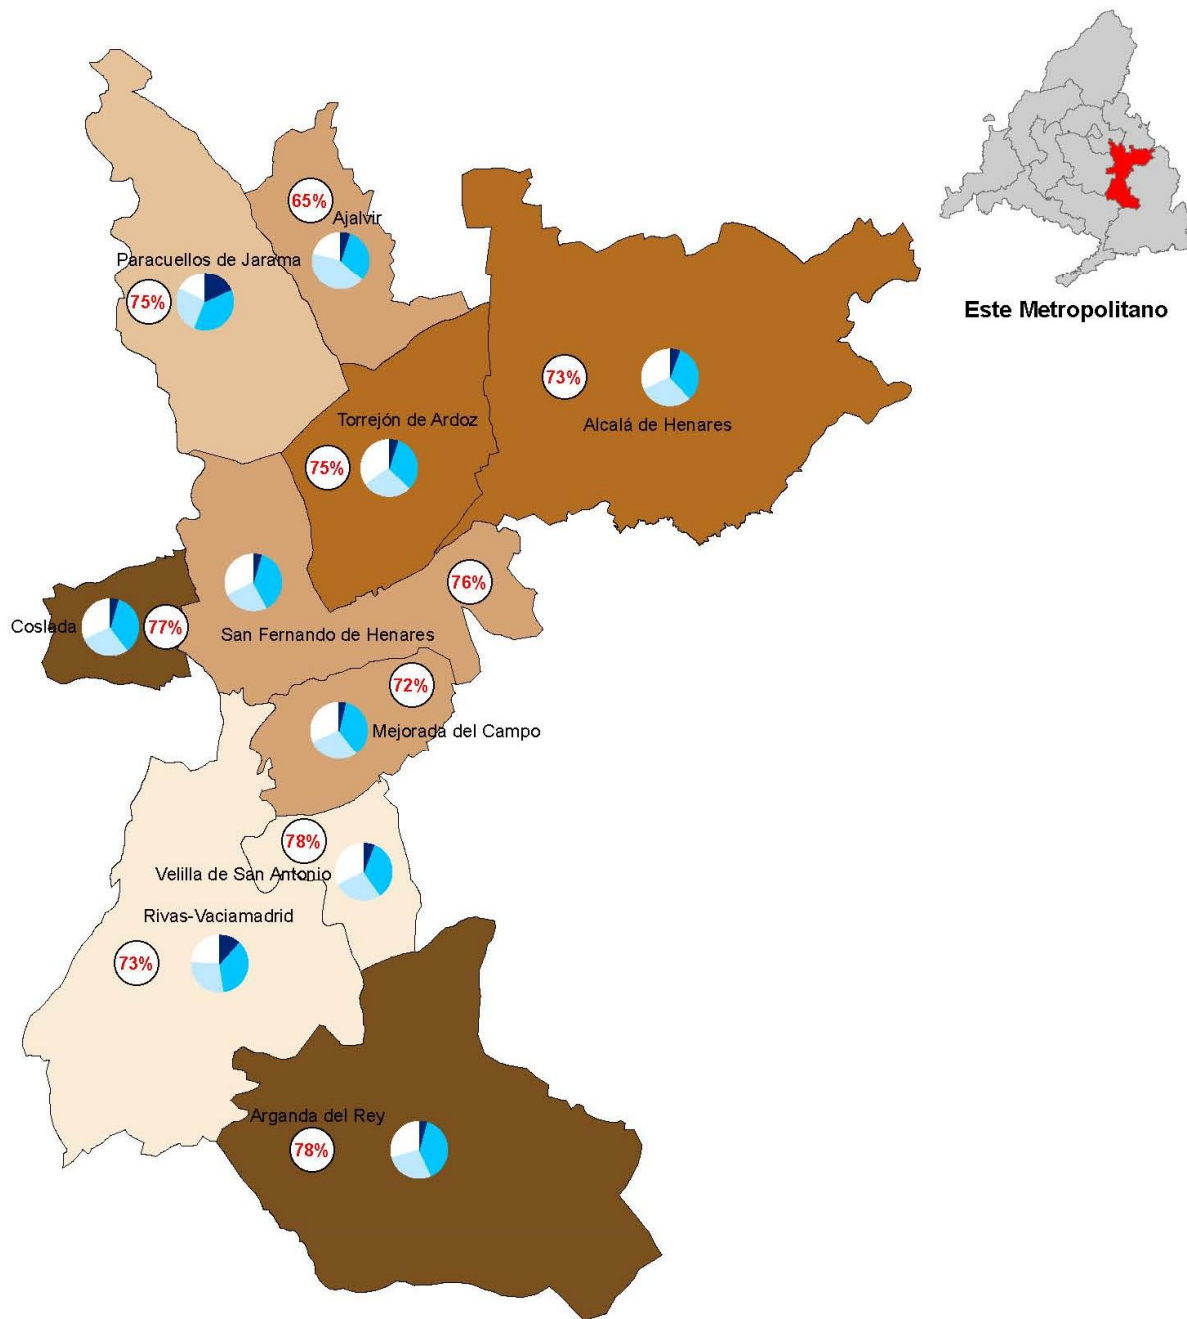 65%
Ajalvir
Paracuellos de Jarama
75%
Este Metropolitano
73%
Alcalá de Henares
Torrejón de Ardoz
75%
76%
Coslada
77%
San Fernando de Henares
72%
Mejorada del Campo
78%
Velilla de San Antonio
Rivas-Vaciamadrid
73%
Arganda del Rey
78%